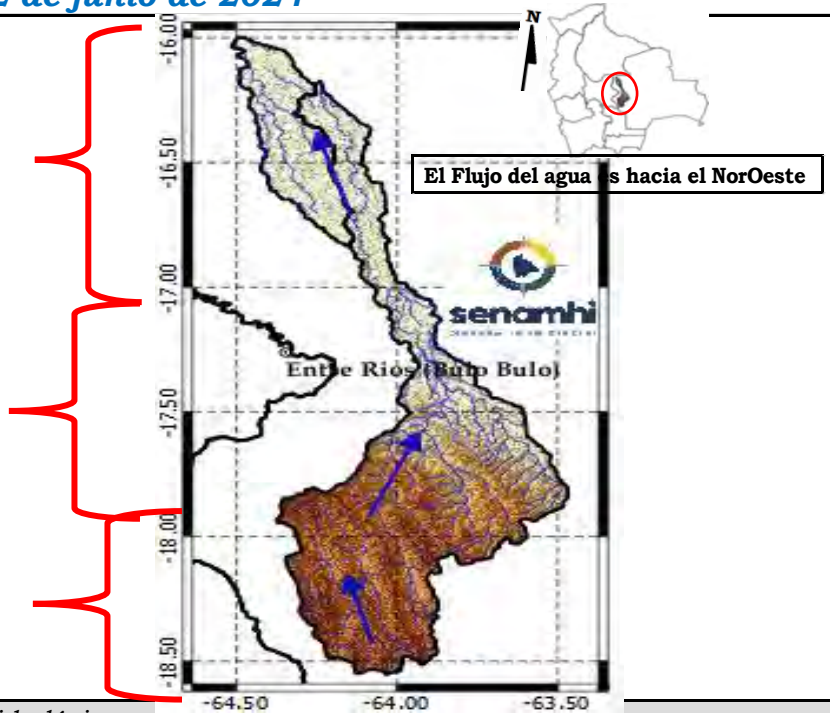 de junio de 2024
N
El Flujo del agua es hacia el NorOeste
-16.00
-16.50
-17.00
senamhi
Entre Rios (Bulo Bulo)
-17.50
-18.00
-18.50
-64.50 -64.00 -63.50